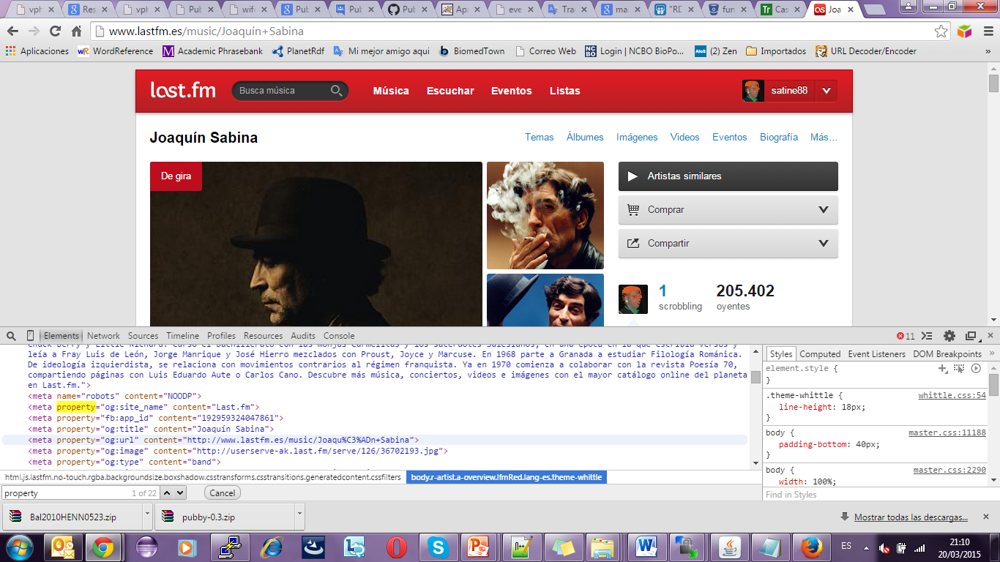 vph
Res
vph
Pub
wife
Pub
Pub
Pub
Apa
eve
Tra
ma
"RD
fun
Cas
Joa
www.lastfm.es/music/Joaquín+Sabina
Aplicaciones WordReference Academic Phrasebank PlanetRdf Mi mejor amigo aqui BiomedTown Correo Web Login | NCBO BioPo... (2) Zen Importados URL Decoder/Encoder »
last.fm Busca música Música Escuchar Eventos Listas satine88
Joaquín Sabina Temas Álbumes Imágenes Videos Eventos Biografía Más...
De gira
Artistas similares
Comprar
Compartir
1 205.402
scrobbling oyentes
Elements Network Sources Timeline Profiles Resources Audits Console 11
Chuck Berry y Little Richard. Cursó el bachillerato con las monjas Carmelitas y los sacerdotes Salesianos, en una época en la que escribía versos y
leía a Fray Luis de León, Jorge Manrique y José Hierro mezclados con Proust, Joyce y Marcuse. En 1968 parte a Granada a estudiar Filología Románica.
De ideología izquierdista, se relaciona con movimientos contrarios al régimen franquista. Ya en 1970 comienza a colaborar con la revista Poesía 70,
compartiendo páginas con Luis Eduardo Aute o Carlos Cano. Descubre más música, conciertos, videos e imágenes con el mayor catálogo online del planeta
en Last.fm.">
<meta name="robots" content="NOODP">
<meta property="og:site_name" content="Last.fm">
<meta property="fb:app_id" content="192959324047861">
<meta property="og:title" content="Joaquín Sabina">
<meta property="og:url" content="http://www.lastfm.es/music/Joaqu%C3%ADn+Sabina">
<meta property="og:image" content="http://userserve-ak.last.fm/serve/126/36702193.jpg">
<meta property="og:type" content="band">
html.js.lastfm.no-touch.rgba.backgroundsize.boxshadow.csstransforms.csstransitions.generatedcontent.cssfilters body.r-artist.a-overview.lfmRed.lang-es.theme-whittle
property 1 of 22 Cancel
Styles Computed Event Listeners DOM Breakpoints »
element.style {
}
.theme-whittle { whittle.css:54
line-height: 18px;
}
body { master.css:11188
padding-bottom: 40px;
}
body { master.css:2290
width: 100%;
Find in Styles
Bal2010HENN0523.zip pubby-0.3.zip Mostrar todas las descargas...
ES 21:10
20/03/2015